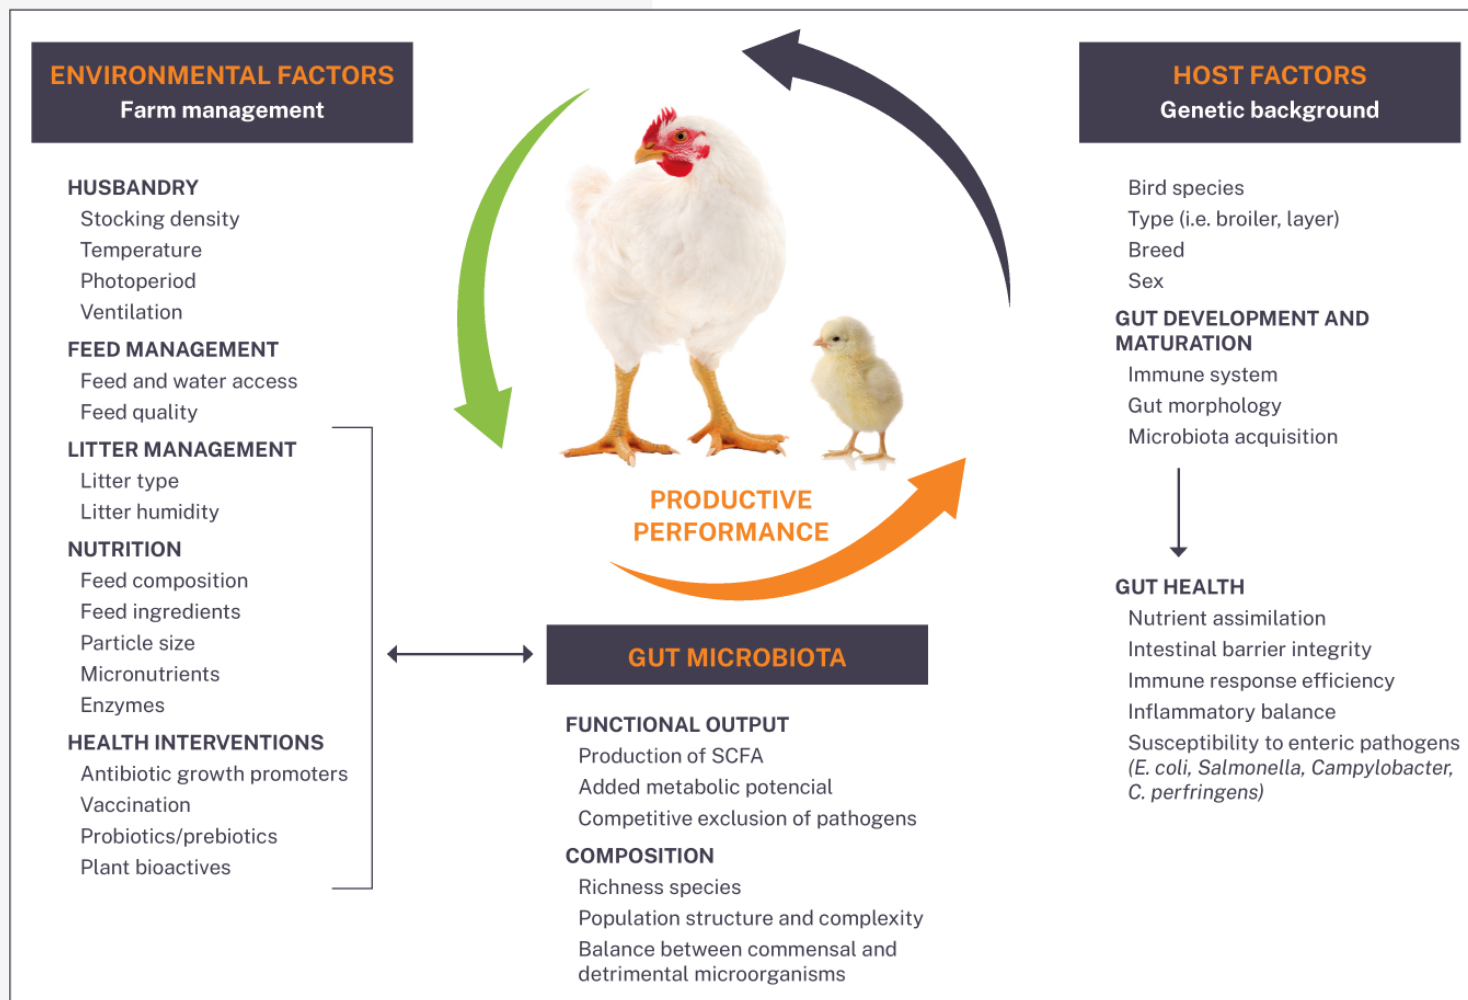 ENVIRONMENTAL FACTORS
Farm management
HUSBANDRY
Stocking density
Temperature
Photoperiod
Ventilation
FEED MANAGEMENT
Feed and water access
Feed quality
LITTER MANAGEMENT
Litter type
Litter humidity
NUTRITION
Feed composition
Feed ingredients
Particle size
Micronutrients
Enzymes
HEALTH INTERVENTIONS
Antibiotic growth promoters
Vaccination
Probiotics/prebiotics
Plant bioactives
PRODUCTIVE
PERFORMANCE
GUT MICROBIOTA
FUNCTIONAL OUTPUT
Production of SCFA
Added metabolic potencial
Competitive exclusion of pathogens
COMPOSITION
Richness species
Population structure and complexity
Balance between commensal and
detrimental microorganisms
HOST FACTORS
Genetic background
Bird species
Type (i.e. broiler, layer)
Breed
Sex
GUT DEVELOPMENT AND
MATURATION
Immune system
Gut morphology
Microbiota acquisition
GUT HEALTH
Nutrient assimilation
Intestinal barrier integrity
Immune response efficiency
Inflammatory balance
Susceptibility to enteric pathogens
(E. coli, Salmonella, Campylobacter,
C. perfringens)